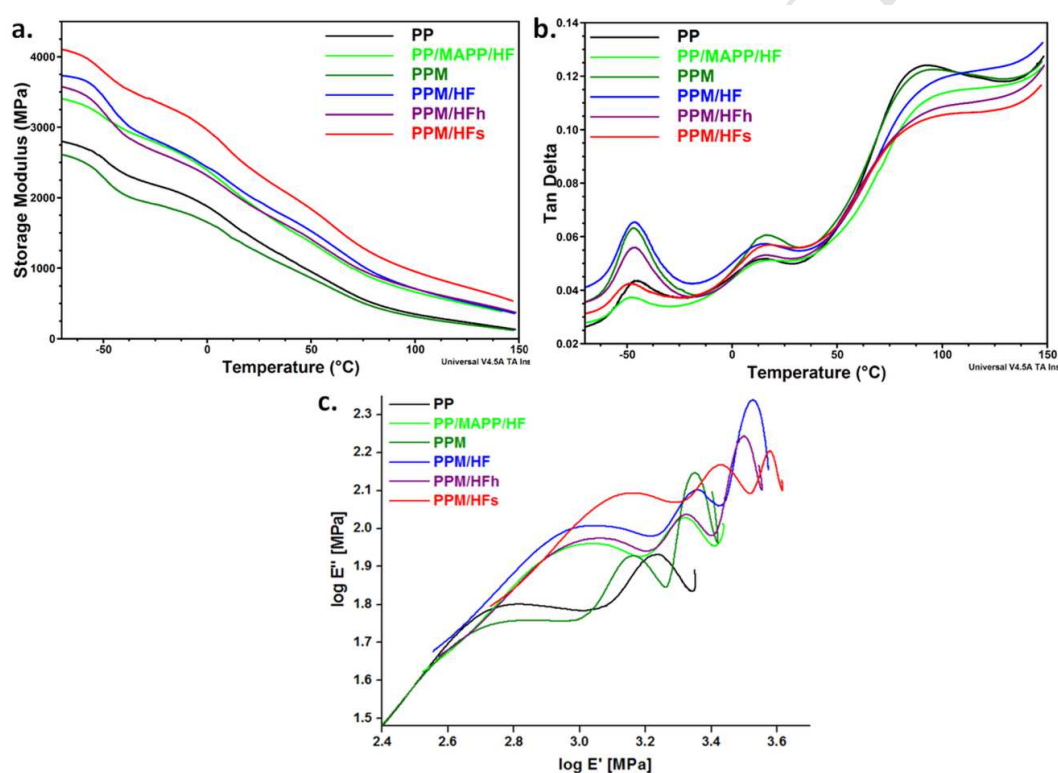 a.
PP
PP/MAPP/HF
PPM
PPM/HF
PPM/HFh
PPM/HFs
Storage Modulus (MPa)
4000
3000
2000
1000
0
-50
0
50
100
150
Temperature (°C)
Universal V4.5A TA Ins
b.
PP
PP/MAPP/HF
PPM
PPM/HF
PPM/HFh
PPM/HFs
Tan Delta
0.14
0.12
0.10
0.08
0.06
0.04
0.02
-50
0
50
100
150
Temperature (°C)
Universal V4.5A TA Ins
c.
PP
PP/MAPP/HF
PPM
PPM/HF
PPM/HFh
PPM/HFs
log E'' [MPa]
2.3
2.2
2.1
2.0
1.9
1.8
1.7
1.6
1.5
2.4
2.6
2.8
3.0
3.2
3.4
3.6
log E' [MPa]